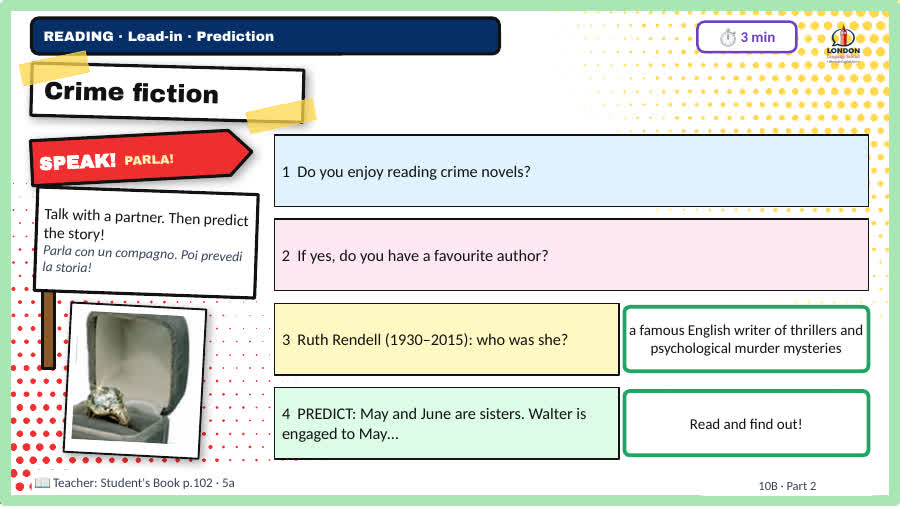 READING · Lead-in · Prediction
⏱️ 3 min
LONDON
Crime fiction
SPEAK! PARLA!
Talk with a partner. Then predict
the story!
Parla con un compagno. Poi prevedi
la storia!
1 Do you enjoy reading crime novels?
2 If yes, do you have a favourite author?
3 Ruth Rendell (1930–2015): who was she?
a famous English writer of thrillers and
psychological murder mysteries
4 PREDICT: May and June are sisters. Walter is
engaged to May...
Read and find out!
📖 Teacher: Student's Book p.102 · 5a
10B · Part 2